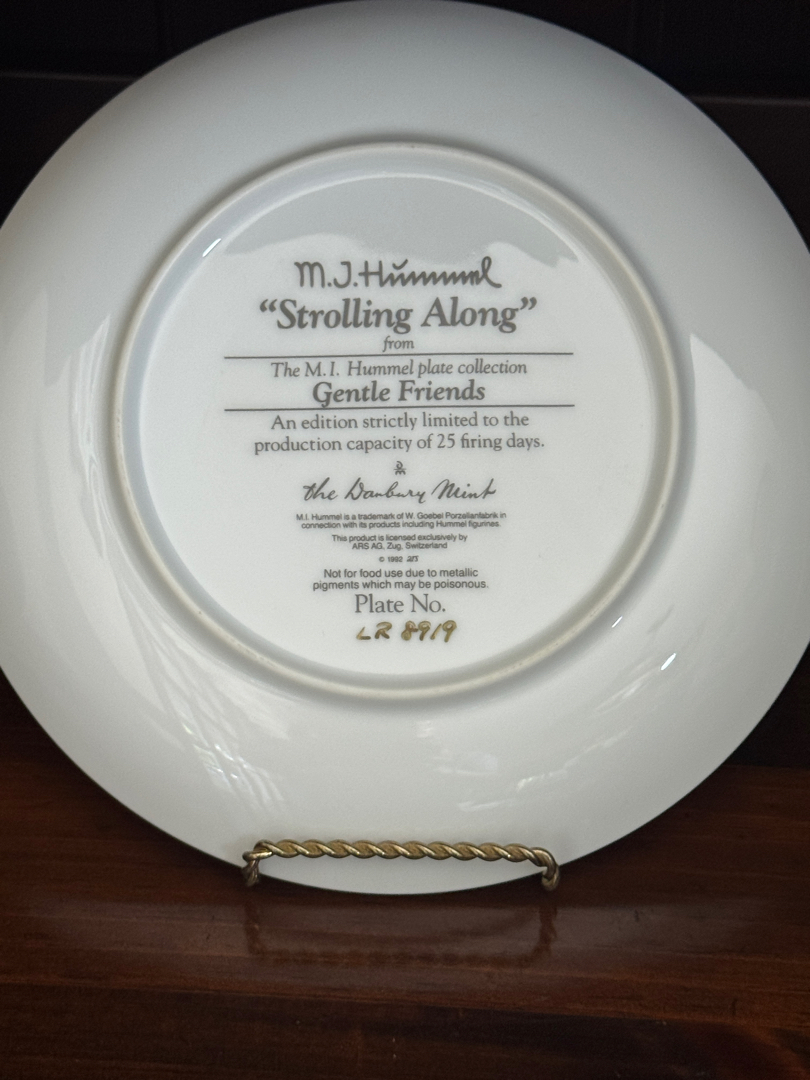 M.J.Hummel
“Strolling Along”
from
The M.I. Hummel plate collection
Gentle Friends
An edition strictly limited to the
production capacity of 25 firing days.
the Danbury Mint
M.I. Hummel is a trademark of W. Goebel Porzellanfabrik in
connection with its products including Hummel figurines.
This product is licensed exclusively by
ARS AG, Zug, Switzerland
© 1992 ars
Not for food use due to metallic
pigments which may be poisonous.
Plate No.
LR 8919